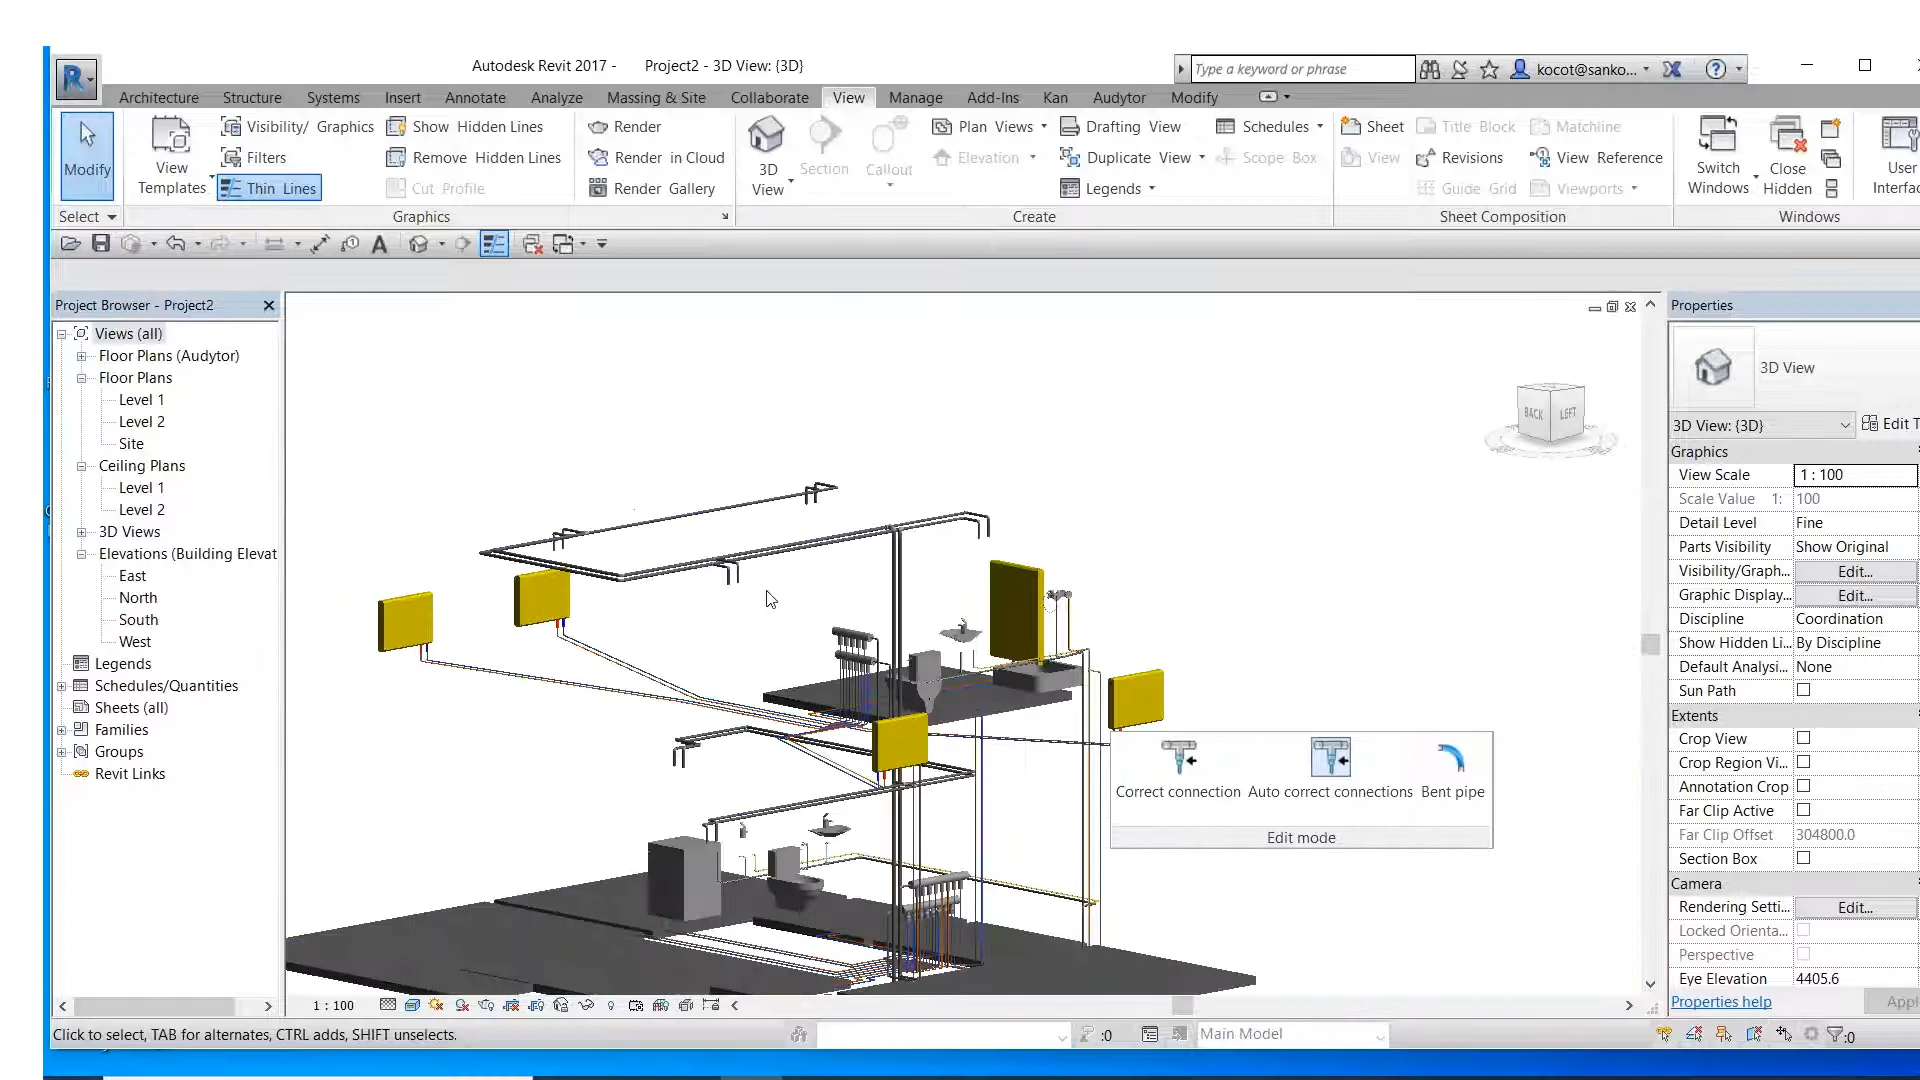 Autodesk Revit 2017 - Project2 - 3D View: {3D}
Type a keyword or phrase
kocot@sanko...
Architecture Structure Systems Insert Annotate Analyze Massing & Site Collaborate View Manage Add-Ins Kan Audytor Modify
Modify
View Templates
Visibility/ Graphics
Filters
Thin Lines
Show Hidden Lines
Remove Hidden Lines
Cut Profile
Render
Render in Cloud
Render Gallery
3D View
Section
Callout
Plan Views
Elevation
Drafting View
Duplicate View
Legends
Schedules
Scope Box
Sheet
View
Title Block
Revisions
Guide Grid
Matchline
View Reference
Viewports
Switch Windows
Close Hidden
User
Select
Graphics
Create
Sheet Composition
Windows
Project Browser - Project2
Views (all)
Floor Plans (Audytor)
Floor Plans
Level 1
Level 2
Site
Ceiling Plans
Level 1
Level 2
3D Views
Elevations (Building Elevat
East
North
South
West
Legends
Schedules/Quantities
Sheets (all)
Families
Groups
Revit Links
BACK LEFT
Correct connection Auto correct connections Bent pipe
Edit mode
Properties
3D View
3D View: {3D}
Edit T
Graphics
View Scale 1 : 100
Scale Value 1: 100
Detail Level Fine
Parts Visibility Show Original
Visibility/Graph... Edit...
Graphic Display... Edit...
Discipline Coordination
Show Hidden Li... By Discipline
Default Analysi... None
Sun Path
Extents
Crop View
Crop Region Vi...
Annotation Crop
Far Clip Active
Far Clip Offset 304800.0
Section Box
Camera
Rendering Setti... Edit...
Locked Orienta...
Perspective
Eye Elevation 4405.6
Properties help
Appl
1 : 100
Click to select, TAB for alternates, CTRL adds, SHIFT unselects.
:0
Main Model
:0